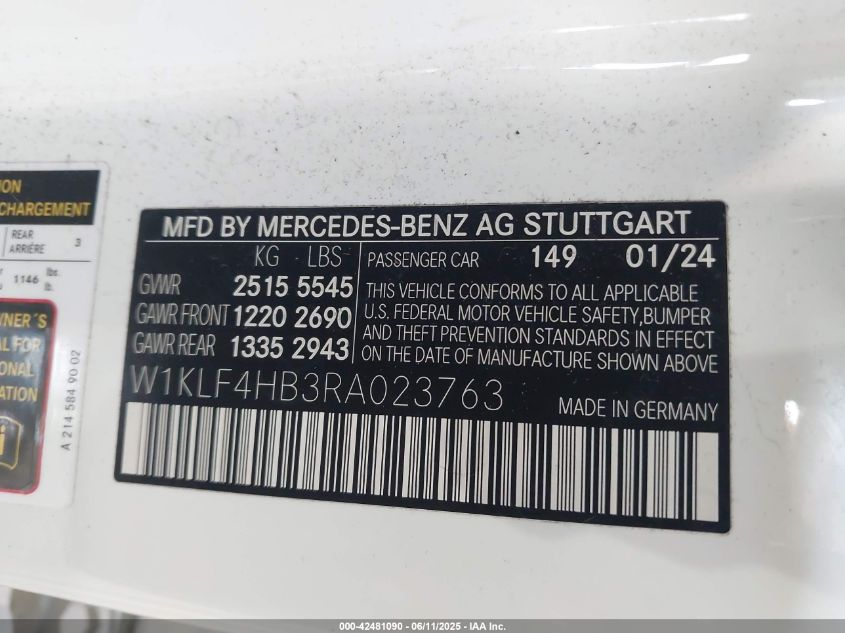 ION
CHARGEMENT
REAR
ARRIÈRE 3
1146 lbs.
lb.
WNER´S
AL FOR
IONAL
ATION
A 214 584 90 02
MFD BY MERCEDES-BENZ AG STUTTGART
KG LBS
GVWR 2515 5545
GAWR FRONT 1220 2690
GAWR REAR 1335 2943
PASSENGER CAR 149 01/24
THIS VEHICLE CONFORMS TO ALL APPLICABLE
U.S. FEDERAL MOTOR VEHICLE SAFETY,BUMPER
AND THEFT PREVENTION STANDARDS IN EFFECT
ON THE DATE OF MANUFACTURE SHOWN ABOVE
W1KLF4HB3RA023763
MADE IN GERMANY
000-42481090 - 06/11/2025 - IAA Inc.